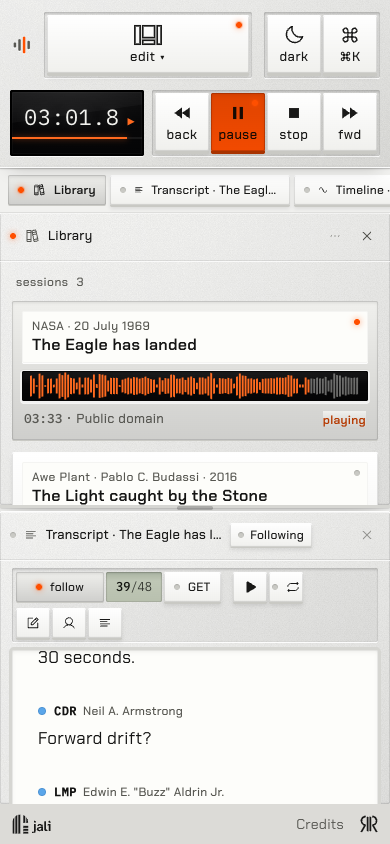 edit ▾
dark
⌘K
03:01.8 ▶
back
pause
stop
fwd
Library
Transcript · The Eagl…
Timeline ·
Library
sessions 3
NASA · 20 July 1969
The Eagle has landed
03:33 · Public domain
playing
Awe Plant · Pablo C. Budassi · 2016
The Light caught by the Stone
Transcript · The Eagle has l…
Following
follow
39/48
GET
30 seconds.
CDR Neil A. Armstrong
Forward drift?
LMP Edwin E. "Buzz" Aldrin Jr.
jali
Credits